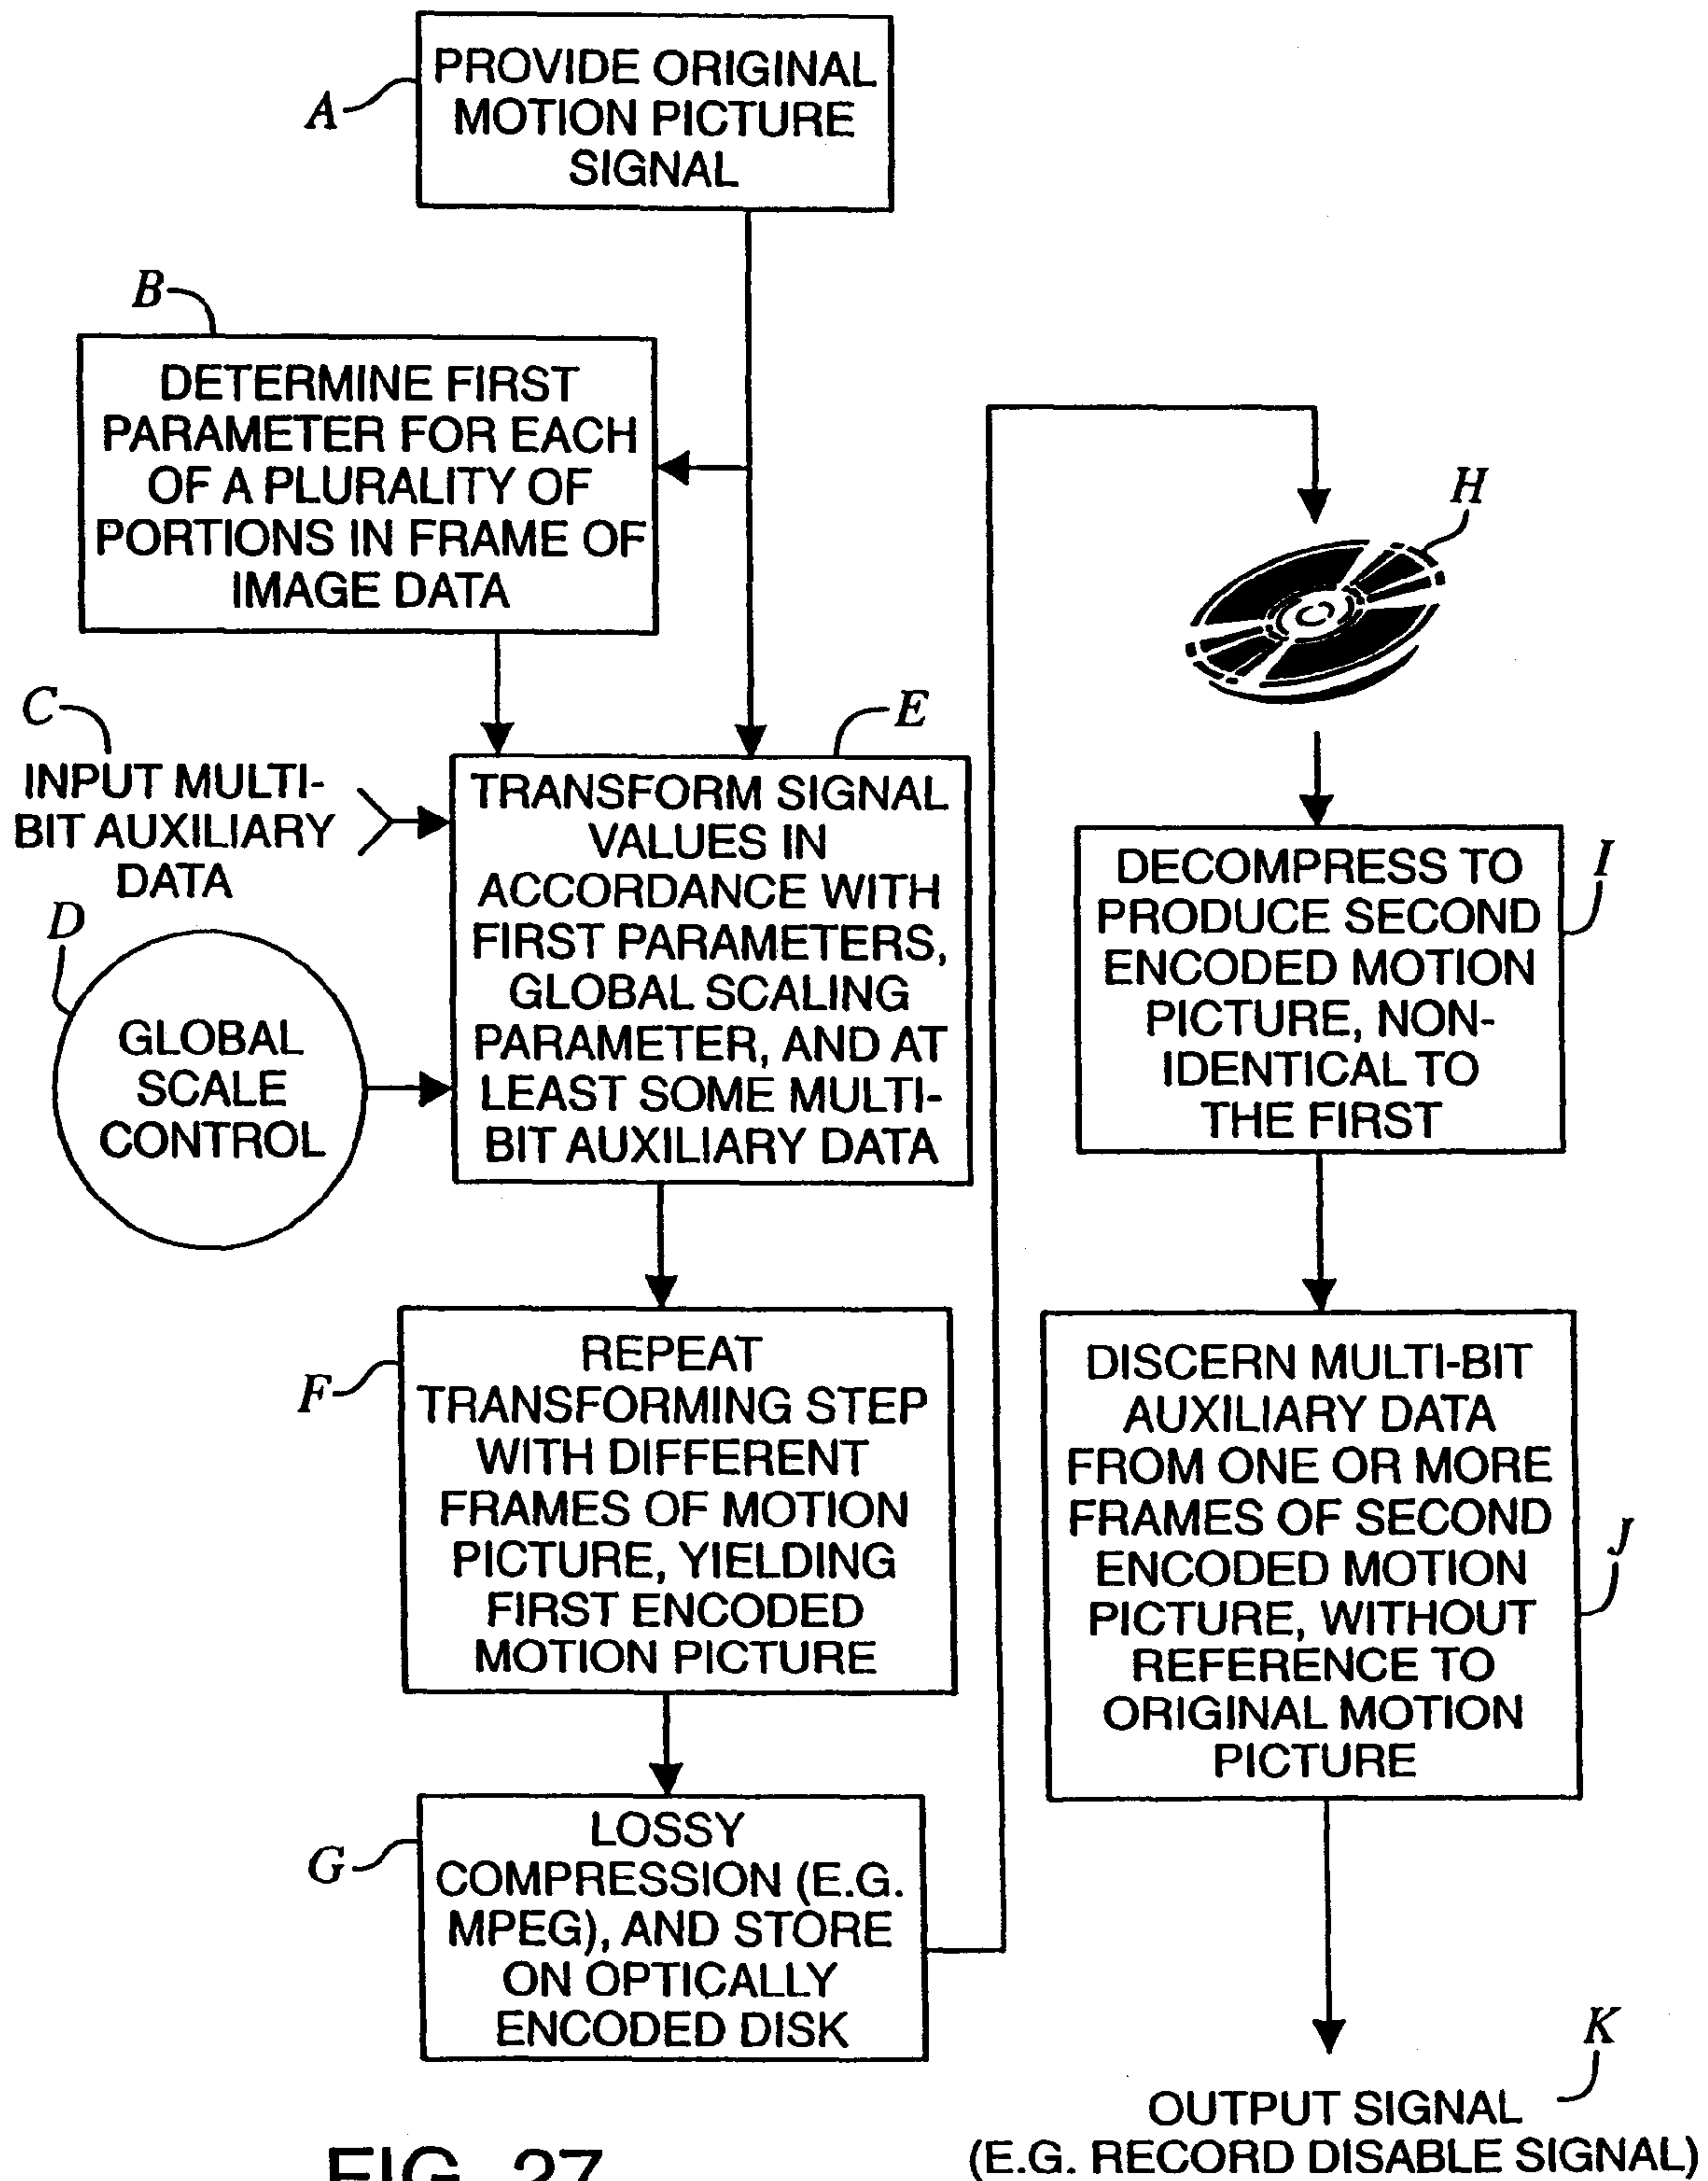 A
PROVIDE ORIGINAL
MOTION PICTURE
SIGNAL
B
DETERMINE FIRST
PARAMETER FOR EACH
OF A PLURALITY OF
PORTIONS IN FRAME OF
IMAGE DATA
C
INPUT MULTI-
BIT AUXILIARY
DATA
D
GLOBAL
SCALE
CONTROL
E
TRANSFORM SIGNAL
VALUES IN
ACCORDANCE WITH
FIRST PARAMETERS,
GLOBAL SCALING
PARAMETER, AND AT
LEAST SOME MULTI-
BIT AUXILIARY DATA
F
REPEAT
TRANSFORMING STEP
WITH DIFFERENT
FRAMES OF MOTION
PICTURE, YIELDING
FIRST ENCODED
MOTION PICTURE
G
LOSSY
COMPRESSION (E.G.
MPEG), AND STORE
ON OPTICALLY
ENCODED DISK
H
I
DECOMPRESS TO
PRODUCE SECOND
ENCODED MOTION
PICTURE, NON-
IDENTICAL TO
THE FIRST
J
DISCERN MULTI-BIT
AUXILIARY DATA
FROM ONE OR MORE
FRAMES OF SECOND
ENCODED MOTION
PICTURE, WITHOUT
REFERENCE TO
ORIGINAL MOTION
PICTURE
K
OUTPUT SIGNAL
(E.G. RECORD DISABLE SIGNAL)
FIG. 27